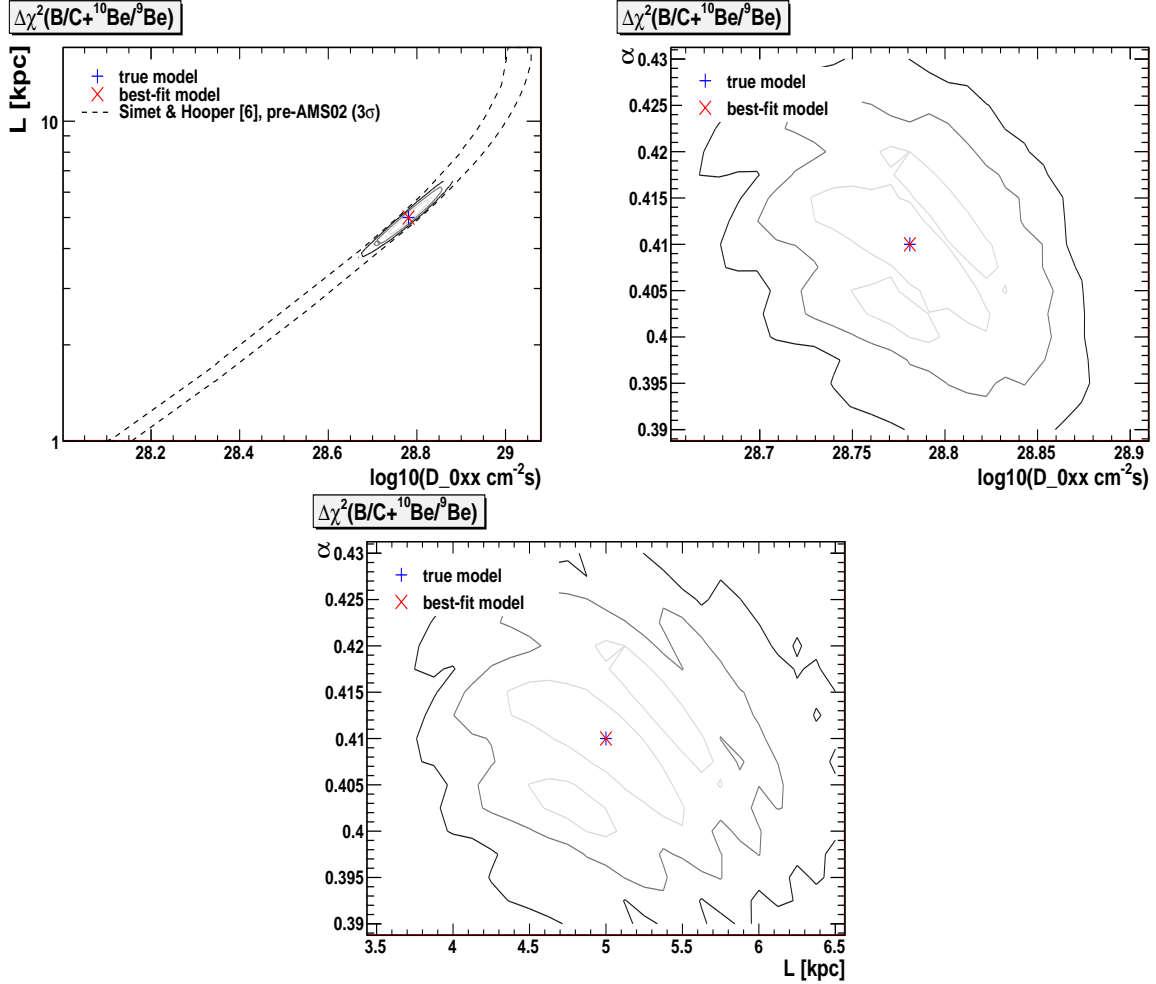 Δχ²(B/C+¹⁰Be/⁹Be)
L [kpc]
true model
best-fit model
Simet & Hooper [6], pre-AMS02 (3σ)
10
1
28.2 28.4 28.6 28.8 29
log10(D_0xx cm⁻²s)
Δχ²(B/C+¹⁰Be/⁹Be)
α
true model
best-fit model
0.43
0.425
0.42
0.415
0.41
0.405
0.4
0.395
0.39
28.7 28.75 28.8 28.85 28.9
log10(D_0xx cm⁻²s)
Δχ²(B/C+¹⁰Be/⁹Be)
α
true model
best-fit model
0.43
0.425
0.42
0.415
0.41
0.405
0.4
0.395
0.39
3.5 4 4.5 5 5.5 6 6.5
L [kpc]